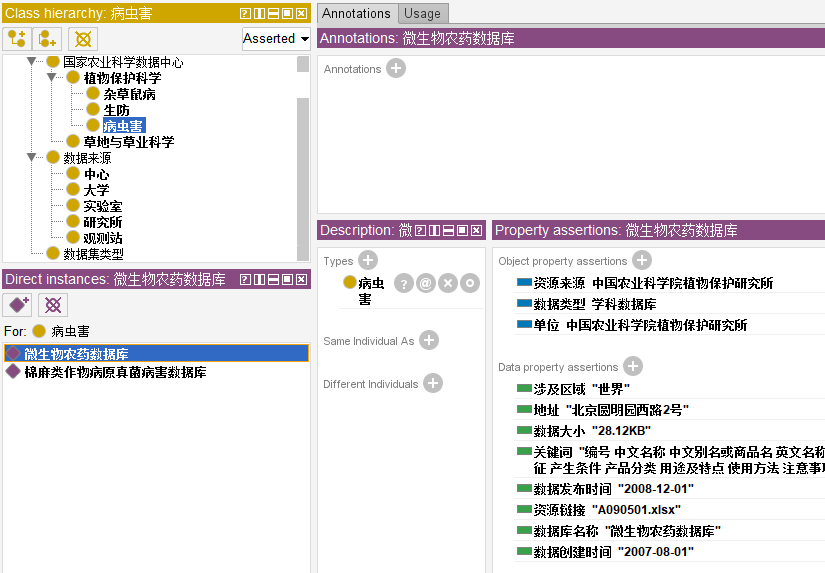 Class hierarchy: 病虫害
Asserted
国家农业科学数据中心
植物保护科学
杂草鼠病
生防
病虫害
草地与草业科学
数据来源
中心
大学
实验室
研究所
观测站
数据集类型
Direct instances: 微生物农药数据库
For: 病虫害
微生物农药数据库
棉麻类作物病原真菌病害数据库
Annotations Usage
Annotations: 微生物农药数据库
Annotations
Description: 微
Types
病虫
害
Same Individual As
Different Individuals
Property assertions: 微生物农药数据库
Object property assertions
资源来源 中国农业科学院植物保护研究所
数据类型 学科数据库
单位 中国农业科学院植物保护研究所
Data property assertions
涉及区域 "世界"
地址 "北京圆明园西路2号"
数据大小 "28.12KB"
关键词 "编号 中文名称 中文别名或商品名 英文名称
征 产生条件 产品分类 用途及特点 使用方法 注意事项
数据发布时间 "2008-12-01"
资源链接 "A090501.xlsx"
数据库名称 "微生物农药数据库"
数据创建时间 "2007-08-01"